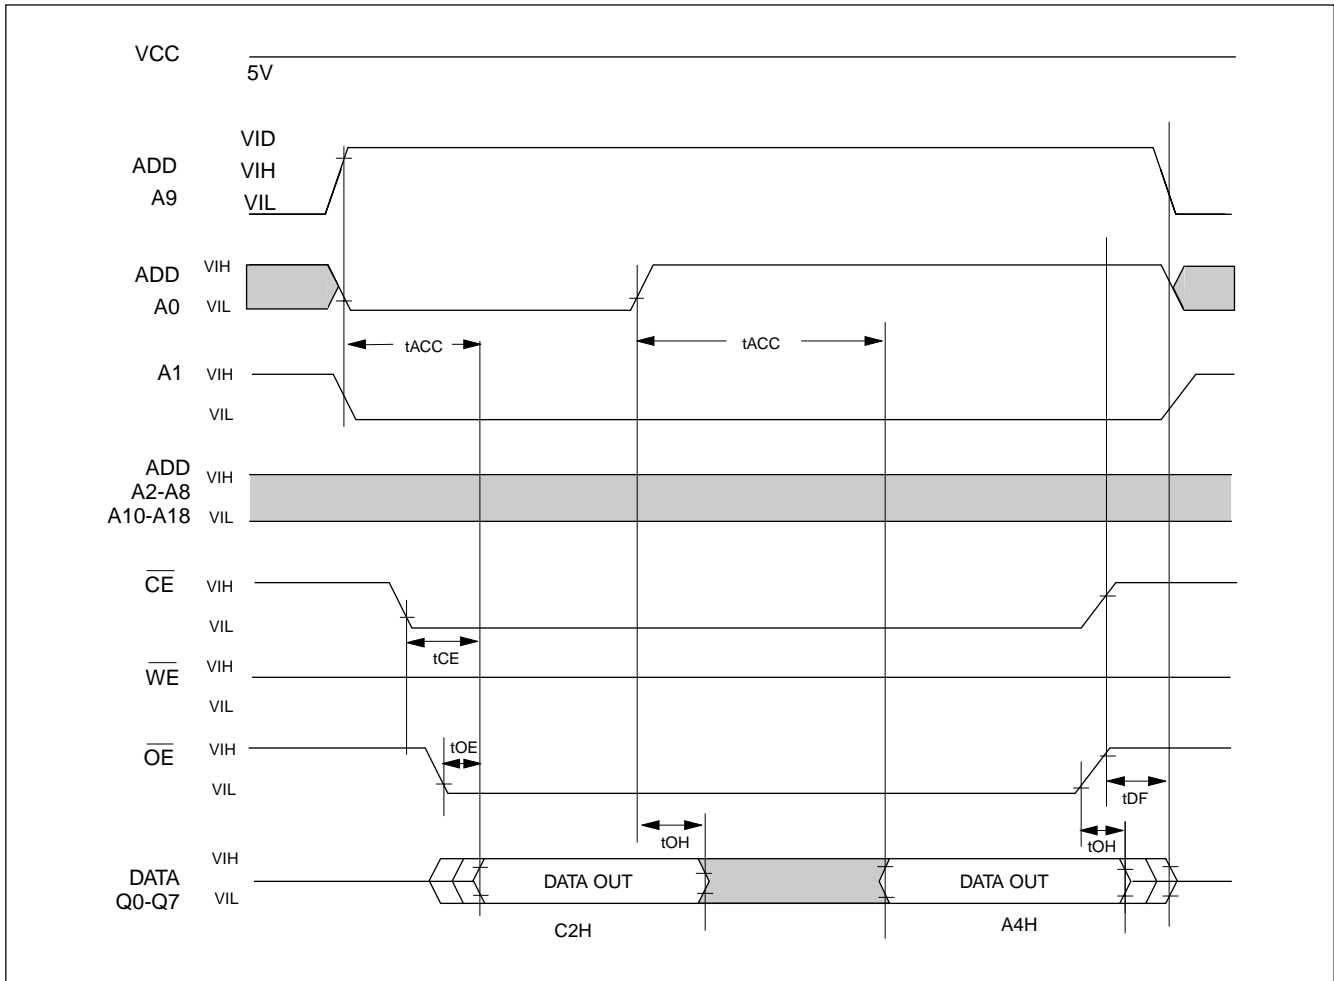 VCC
5V
VID
ADD VIH
A9 VIL
ADD VIH
A0 VIL
tACC tACC
A1 VIH
VIL
ADD VIH
A2-A8
A10-A18 VIL
CE VIH
VIL
tCE
WE VIH
VIL
OE VIH tOE
VIL tDF
tOH tOH
VIH
DATA DATA OUT DATA OUT
Q0-Q7 VIL
C2H A4H